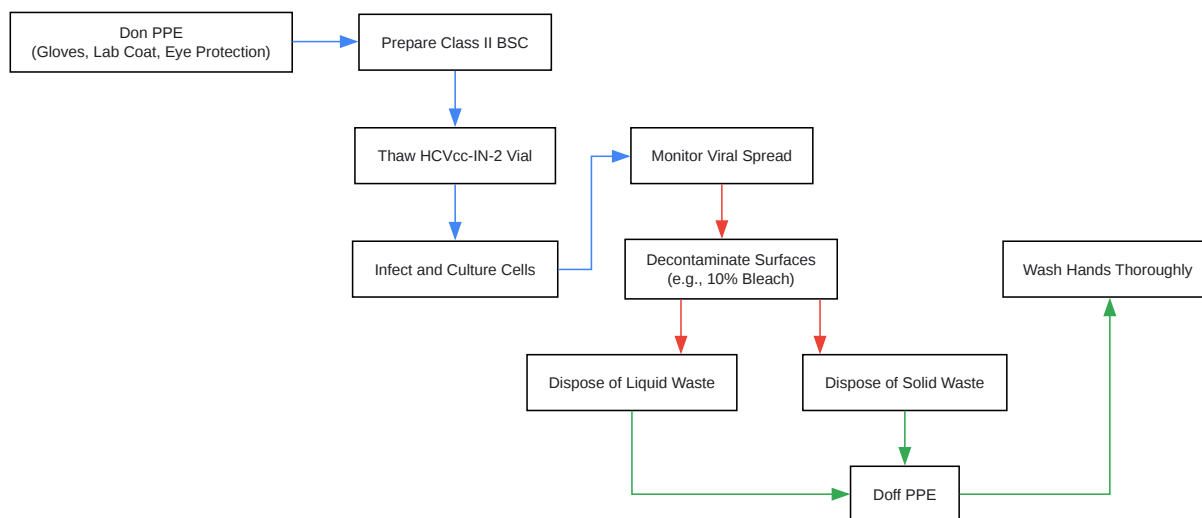 Don PPE
(Gloves, Lab Coat, Eye Protection)
Prepare Class II BSC
Thaw HCVcc-IN-2 Vial
Monitor Viral Spread
Infect and Culture Cells
Decontaminate Surfaces
(e.g., 10% Bleach)
Wash Hands Thoroughly
Dispose of Liquid Waste
Dispose of Solid Waste
Doff PPE